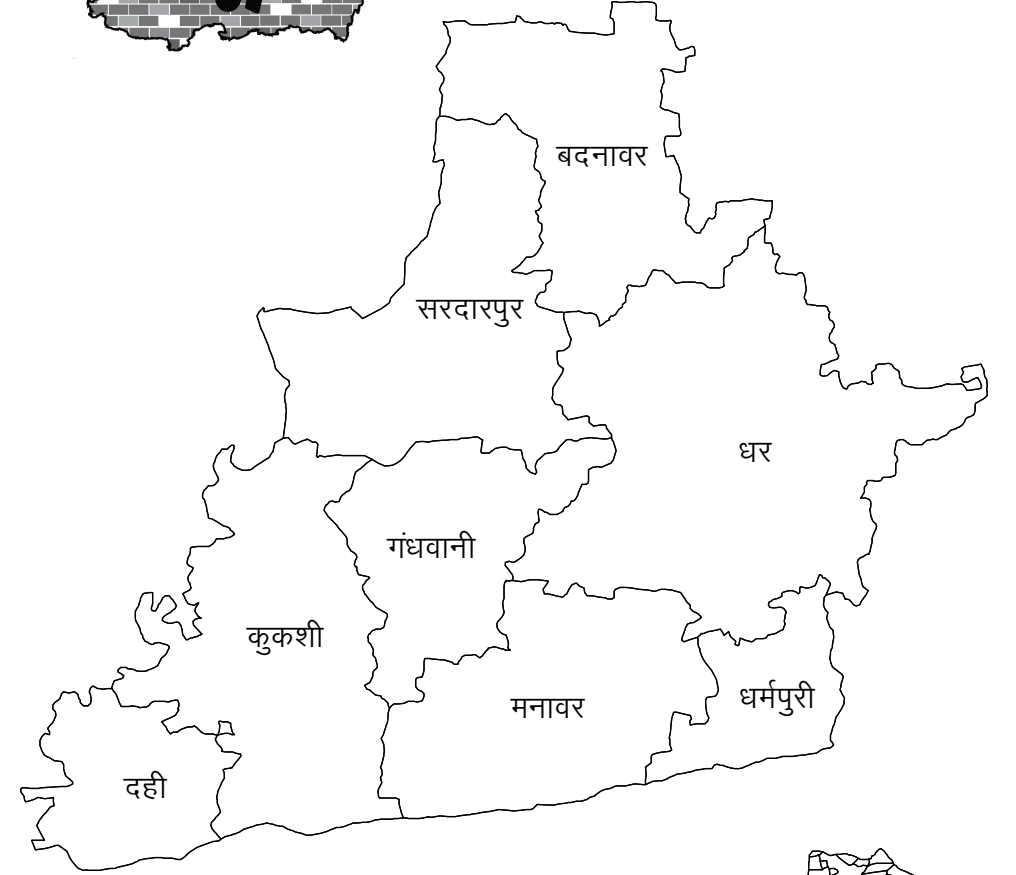 बदनावर
सरदारपुर
धर
गंधवानी
कुकशी
धर्मपुरी
मनावर
दही